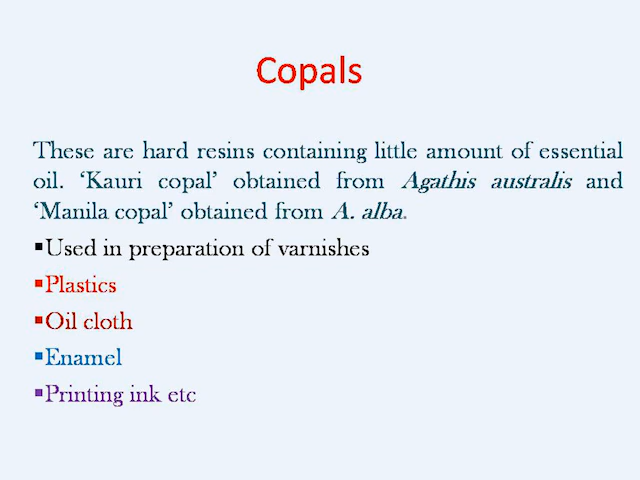 Copals
These are hard resins containing little amount of essential
oil. ‘Kauri copal’ obtained from Agathis australis and
‘Manila copal’ obtained from A. alba.
▪Used in preparation of varnishes
▪Plastics
▪Oil cloth
▪Enamel
▪Printing ink etc